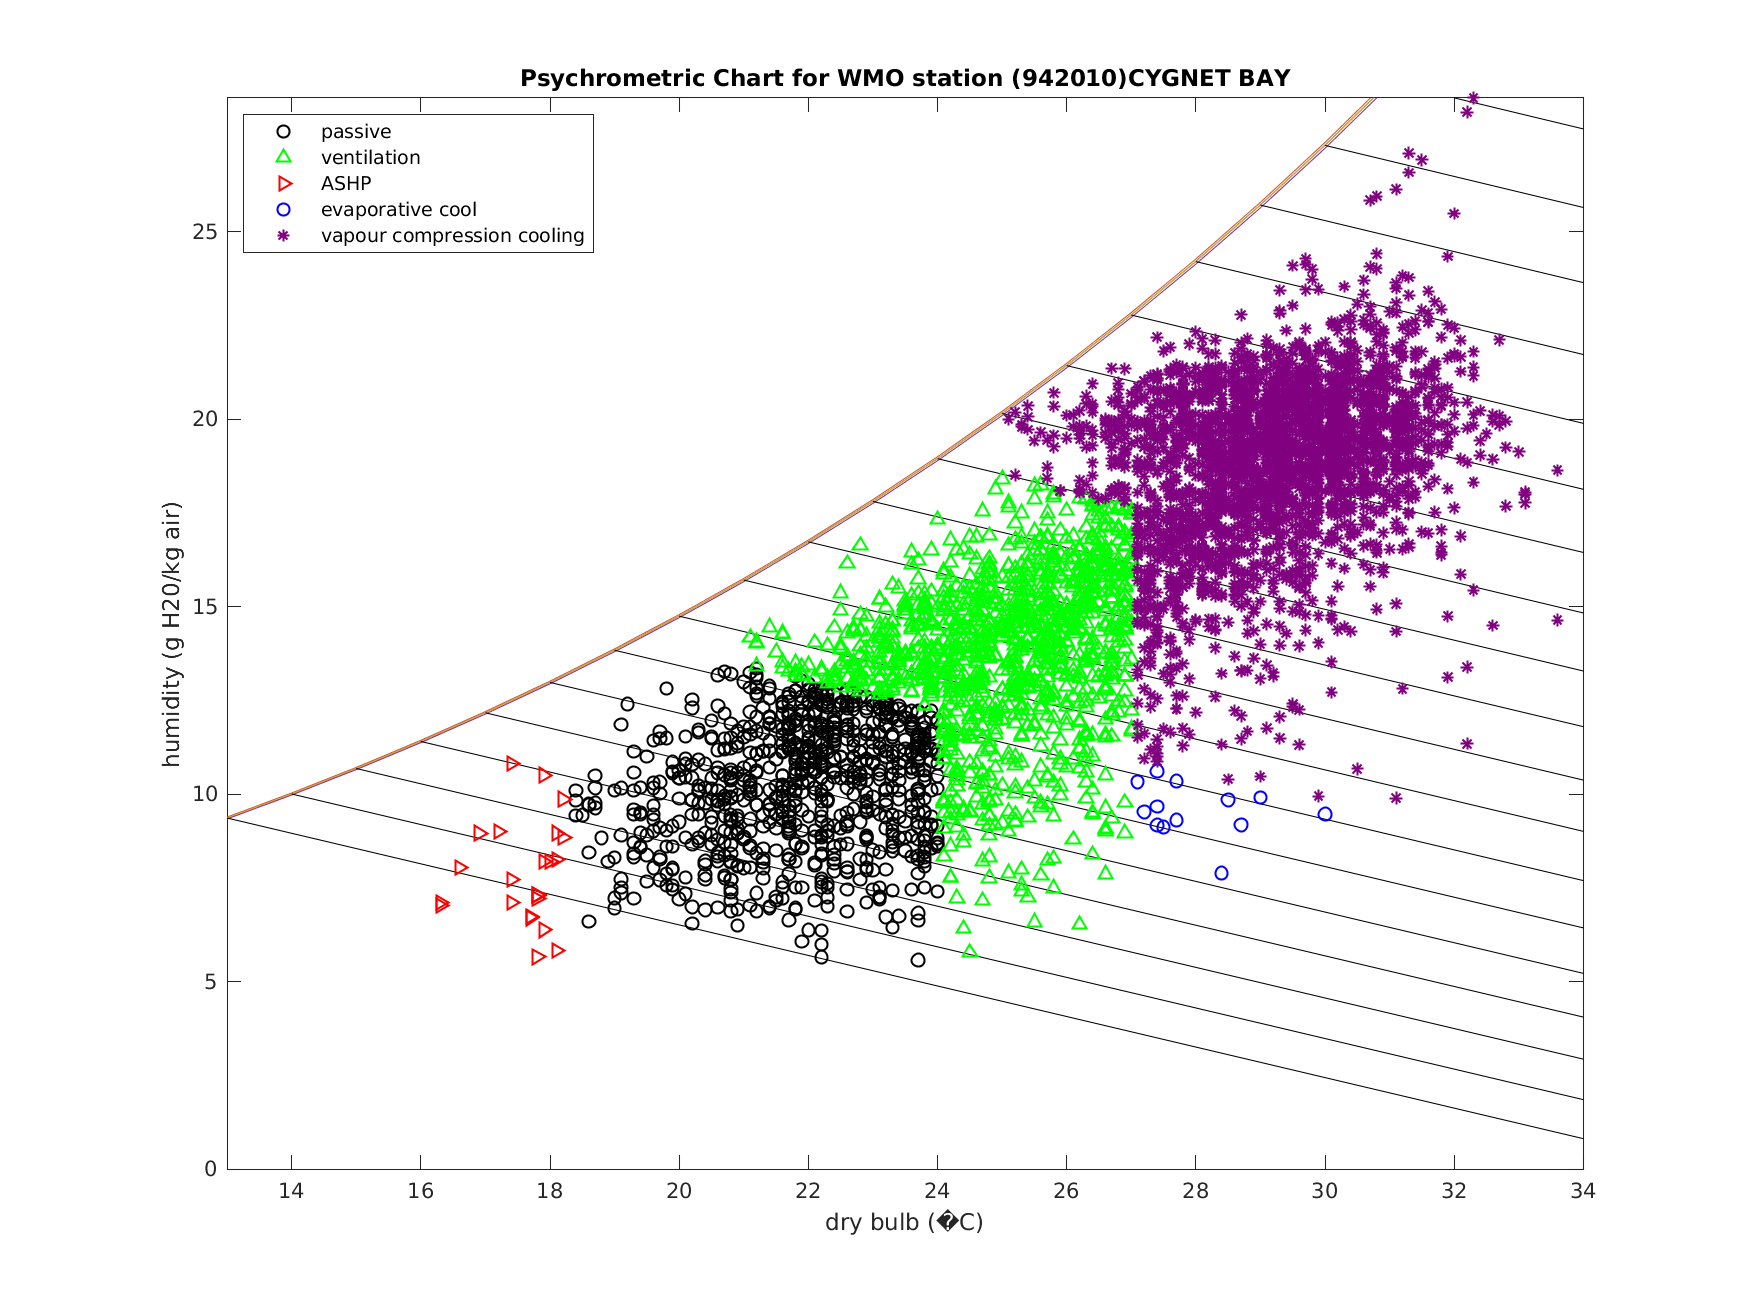 Psychrometric Chart for WMO station (942010)CYGNET BAY
passive
ventilation
ASHP
evaporative cool
vapour compression cooling
25
20
15
10
5
0
humidity (g H20/kg air)
14 16 18 20 22 24 26 28 30 32 34
dry bulb (�C)